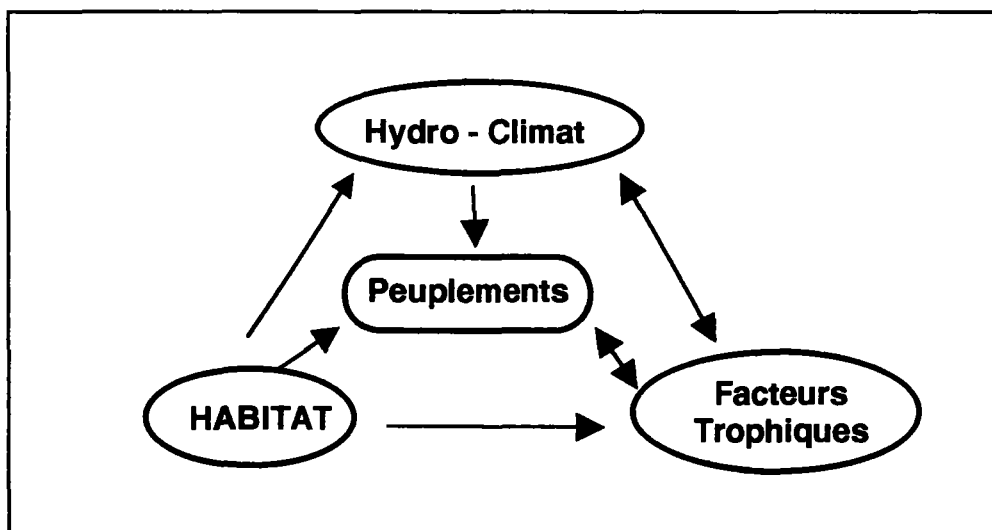 Hydro - Climat
Peuplements
HABITAT
Facteurs
Trophiques